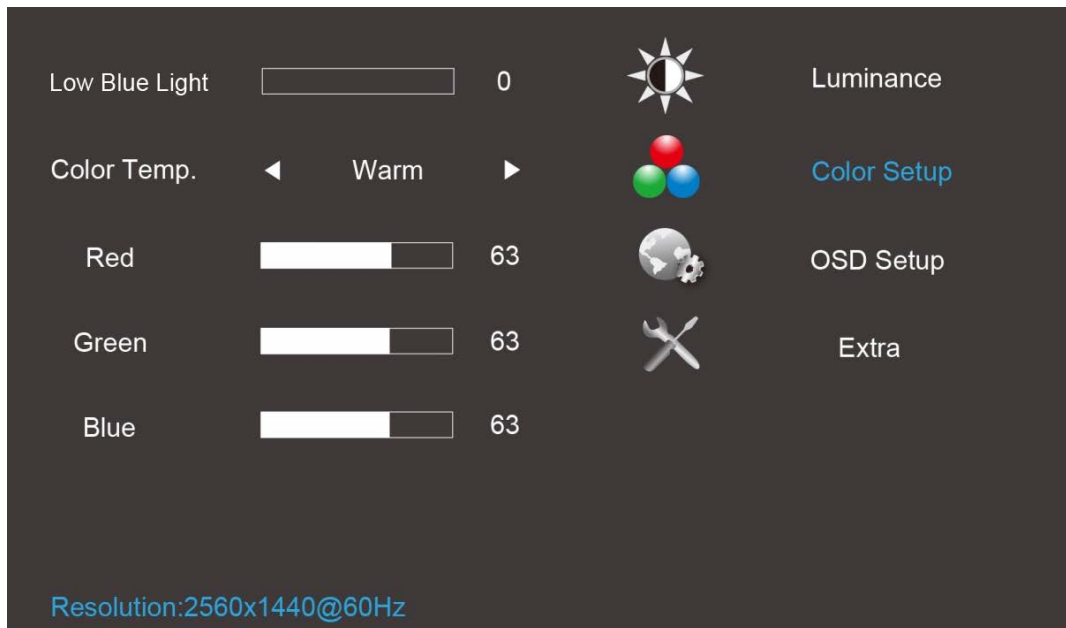 Low Blue Light 0 Luminance
Color Temp. Warm Color Setup
Red 63 OSD Setup
Green 63 Extra
Blue 63
Resolution:2560x1440@60Hz